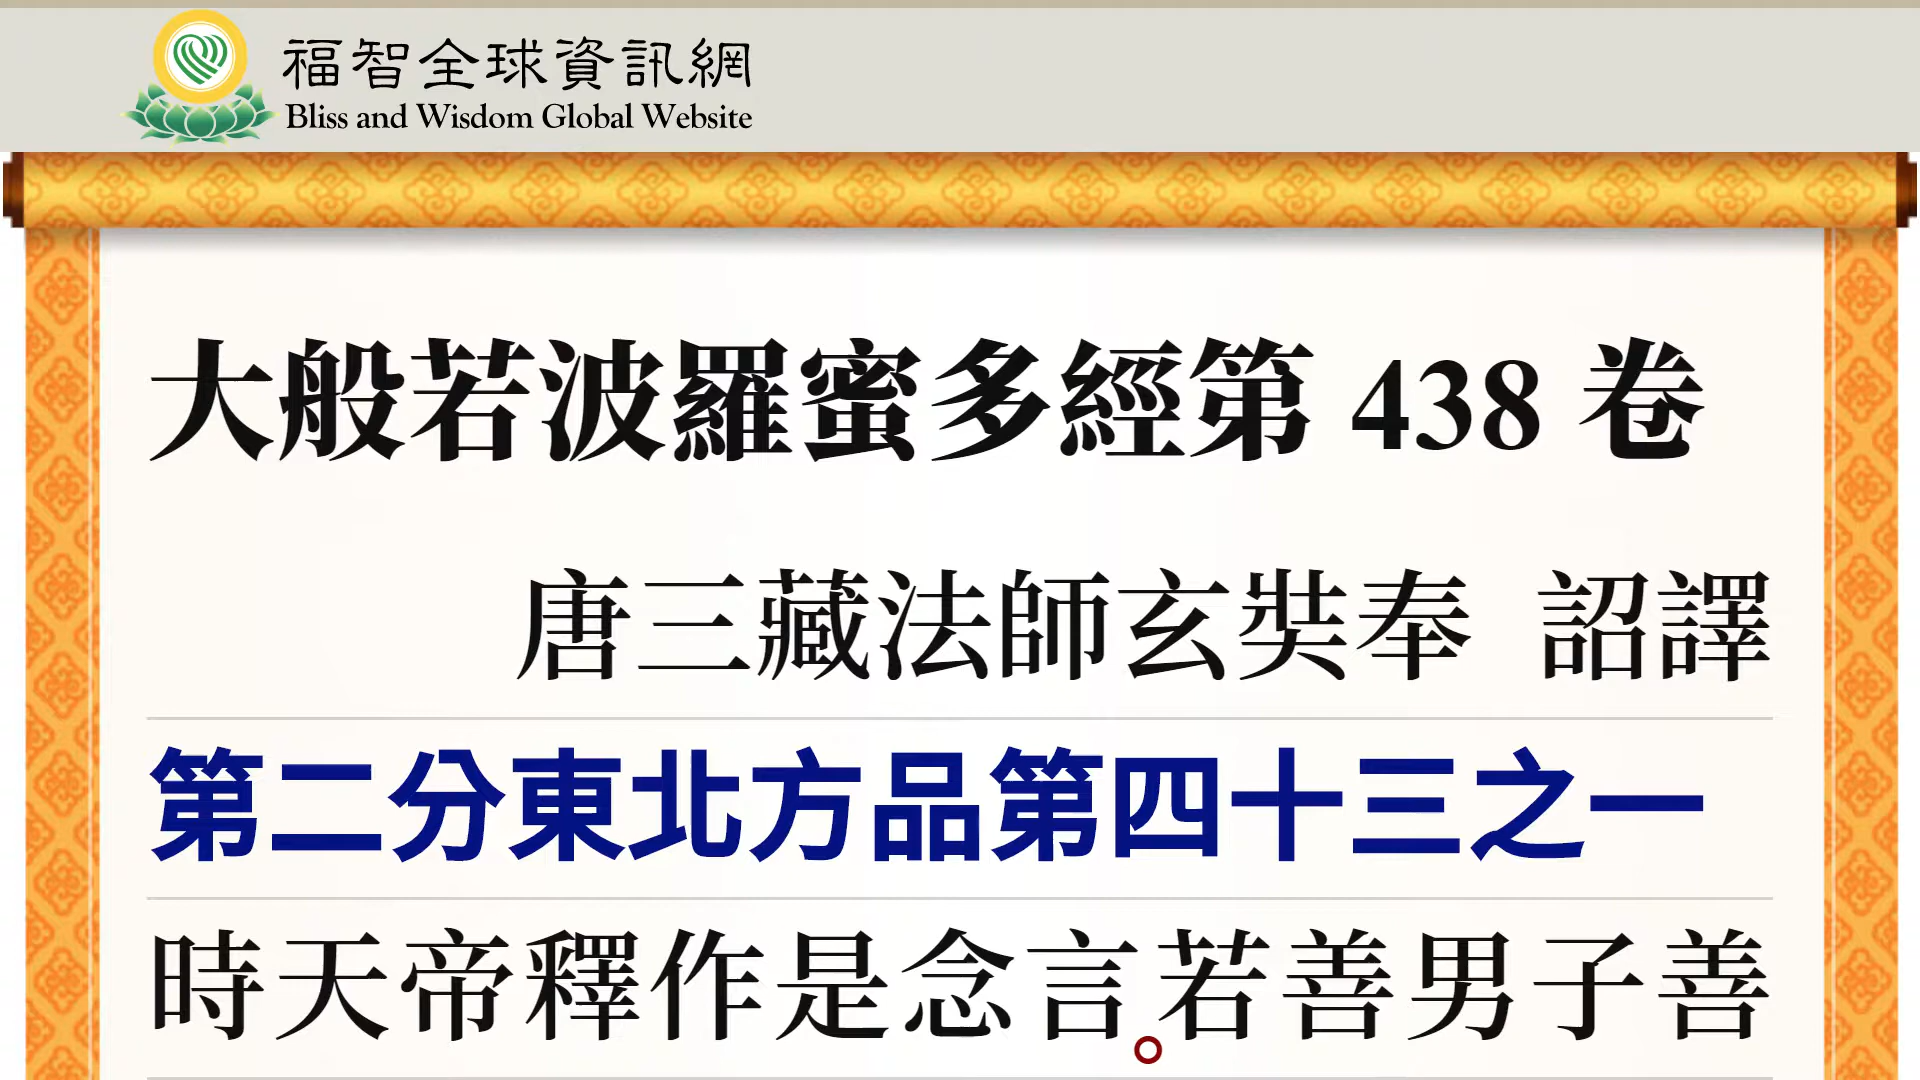 福智全球資訊網
Bliss and Wisdom Global Website
大般若波羅蜜多經第 438 卷
唐三藏法師玄奘奉 詔譯
第二分東北方品第四十三之一
時天帝釋作是念言。若善男子善